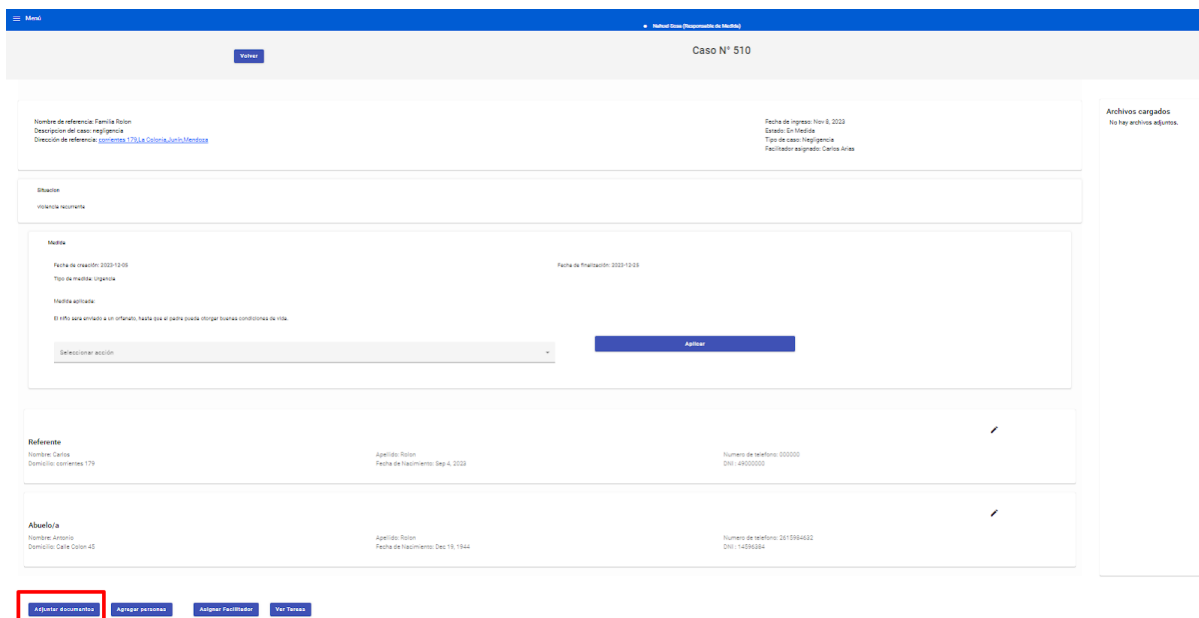 Menú
(Responsable de Medida)
Volver
Caso N° 510
Archivos cargados
No hay archivos adjuntos.
Nombre de referencia: Familia Rolon
Descripcion del caso: negligencia
Dirección de referencia: corrientes 179,La Colonia,Junín,Mendoza
Fecha de ingreso: Nov 8, 2023
Estado: En Medida
Tipo de caso: Negligencia
Facilitador asignado: Carlos Arias
Situacion
violencia recurrente
Medida
Fecha de creación: 2023-12-05
Fecha de finalización: 2023-12-25
Tipo de medida: Urgencia
Medida aplicada:
El niño sera enviado a un orfanato, hasta que el padre pueda otorgar buenas condiciones de vida.
Seleccionar acción
Aplicar
Referente
Nombre: Carlos
Apellido: Rolon
Numero de telefono: 000000
Domicilio: corrientes 179
Fecha de Nacimiento: Sep 4, 2023
DNI : 49000000
Abuelo/a
Nombre: Antonio
Apellido: Rolon
Numero de telefono: 2615984632
Domicilio: Calle Colon 45
Fecha de Nacimiento: Dec 19, 1944
DNI : 14596384
Adjuntar documentos
Agregar personas
Asignar Facilitador
Ver Tareas